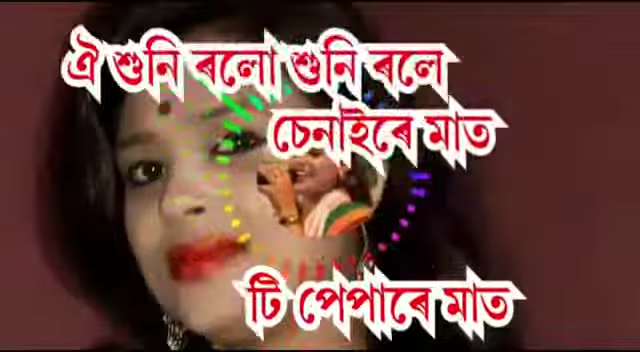 ঐ শুনি ৰলো শুনি ৰলে
চেনাইৰে মাত
টি পেপাৰে মাত